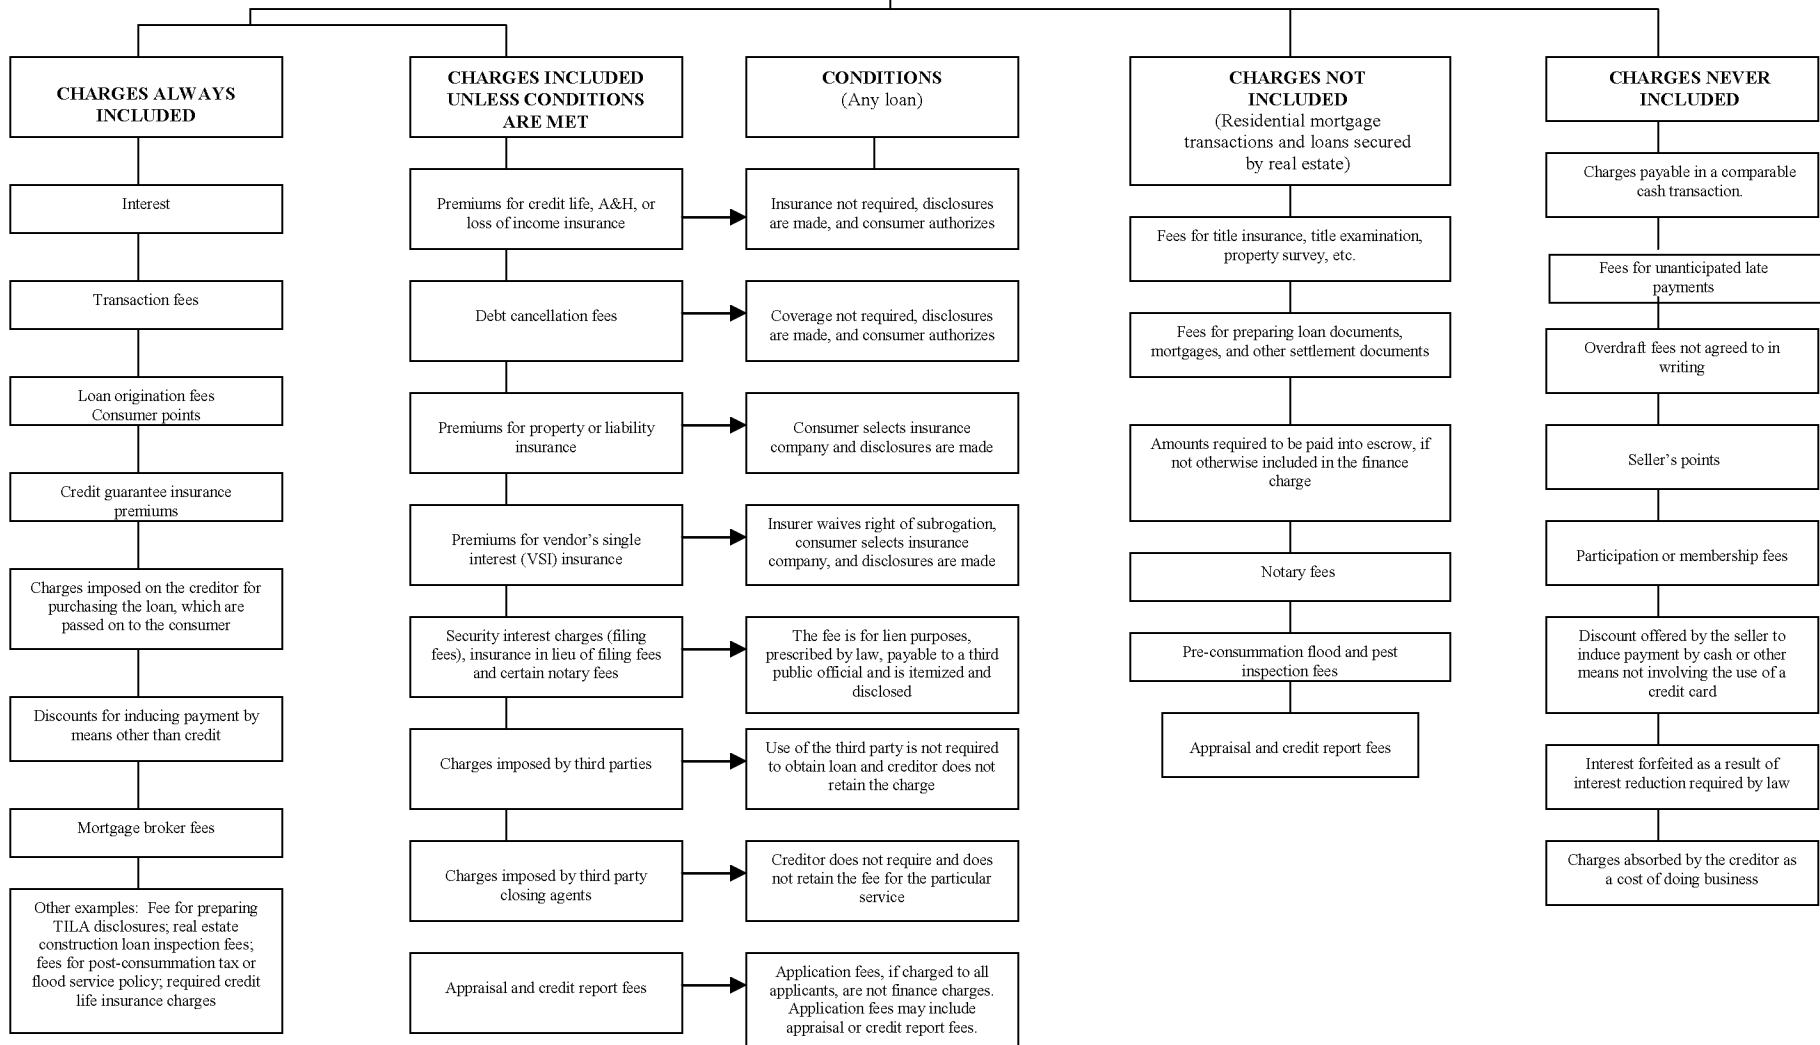 CHARGES ALWAYS
INCLUDED
Interest
Transaction fees
Loan origination fees
Consumer points
Credit guarantee insurance
premiums
Charges imposed on the creditor for
purchasing the loan, which are
passed on to the consumer
Discounts for inducing payment by
means other than credit
Mortgage broker fees
Other examples: Fee for preparing
TILA disclosures; real estate
construction loan inspection fees;
fees for post-consummation tax or
flood service policy; required credit
life insurance charges
CHARGES INCLUDED
UNLESS CONDITIONS
ARE MET
CONDITIONS
(Any loan)
Premiums for credit life, A&H, or
loss of income insurance
Insurance not required, disclosures
are made, and consumer authorizes
Debt cancellation fees
Coverage not required, disclosures
are made, and consumer authorizes
Premiums for property or liability
insurance
Consumer selects insurance
company and disclosures are made
Premiums for vendor's single
interest (VSI) insurance
Insurer waives right of subrogation,
consumer selects insurance
company, and disclosures are made
Security interest charges (filing
fees), insurance in lieu of filing fees
and certain notary fees
The fee is for lien purposes,
prescribed by law, payable to a third
public official and is itemized and
disclosed
Charges imposed by third parties
Use of the third party is not required
to obtain loan and creditor does not
retain the charge
Charges imposed by third party
closing agents
Creditor does not require and does
not retain the fee for the particular
service
Appraisal and credit report fees
Application fees, if charged to all
applicants, are not finance charges.
Application fees may include
appraisal or credit report fees.
CHARGES NOT
INCLUDED
(Residential mortgage
transactions and loans secured
by real estate)
Fees for title insurance, title examination,
property survey, etc.
Fees for preparing loan documents,
mortgages, and other settlement documents
Amounts required to be paid into escrow, if
not otherwise included in the finance
charge
Notary fees
Pre-consummation flood and pest
inspection fees
Appraisal and credit report fees
CHARGES NEVER
INCLUDED
Charges payable in a comparable
cash transaction.
Fees for unanticipated late
payments
Overdraft fees not agreed to in
writing
Seller's points
Participation or membership fees
Discount offered by the seller to
induce payment by cash or other
means not involving the use of a
credit card
Interest forfeited as a result of
interest reduction required by law
Charges absorbed by the creditor as
a cost of doing business